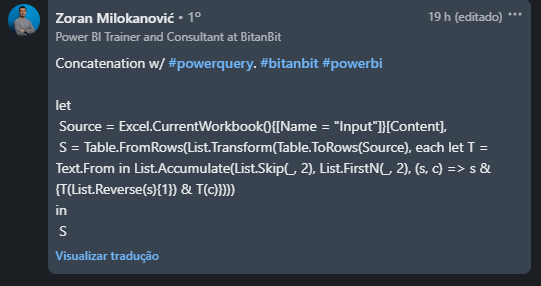 Zoran Milokanović • 1º
19 h (editado) •••
Power BI Trainer and Consultant at BitanBit
Concatenation w/ #powerquery. #bitanbit #powerbi
let
Source = Excel.CurrentWorkbook(){[Name = "Input"]}[Content],
S = Table.FromRows(List.Transform(Table.ToRows(Source), each let T =
Text.From in List.Accumulate(List.Skip(_, 2), List.FirstN(_, 2), (s, c) => s &
{T(List.Reverse(s){1}) & T(c)})))
in
S
Visualizar tradução